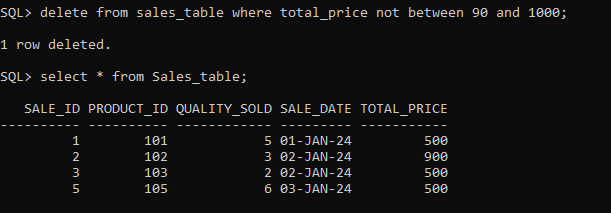 SQL> delete from sales_table where total_price not between 90 and 1000;
1 row deleted.
SQL> select * from Sales_table;
SALE_ID PRODUCT_ID QUALITY_SOLD SALE_DATE TOTAL_PRICE
---------- ---------- ------------ --------- -----------
1 101 5 01-JAN-24 500
2 102 3 02-JAN-24 900
3 103 2 02-JAN-24 500
5 105 6 03-JAN-24 500